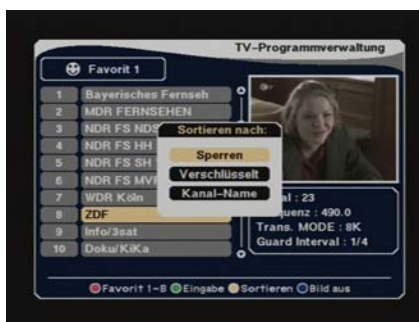 TV-Programmverwaltung
Favorit 1
1 Bayerisches Fernseh
2 MDR FERNSEHEN
3 NDR FS NDS
4 NDR FS HH
5 NDR FS SH
6 NDR FS MVP
7 WDR Köln
8 ZDF
9 Info/3sat
10 Doku/KiKa
Sortieren nach:
Sperren
Verschlüsselt
Kanal-Name
al : 23
quenz : 490.0
Trans. MODE : 8K
Guard Interval : 1/4
Favorit 1-8 Eingabe Sortieren Bild aus